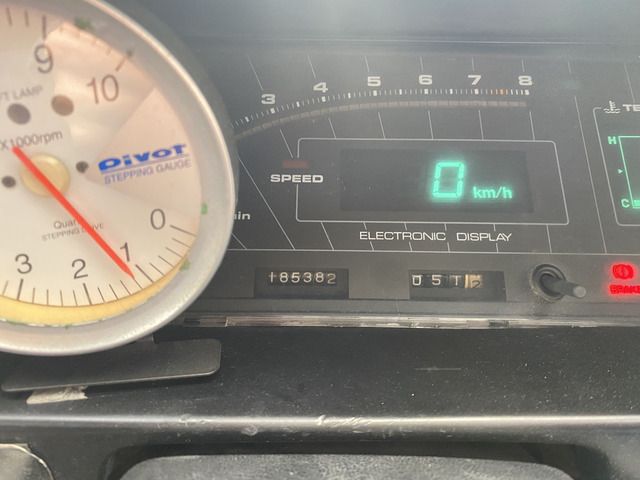 9
10
X1000rpm
Pivot
STEPPING GAUGE
Quar
STEPPING DRIVE
0
1
2
3
3 4 5 6 7 8
SPEED
0 km/h
ELECTRONIC DISPLAY
185382
H
C
BRAKE